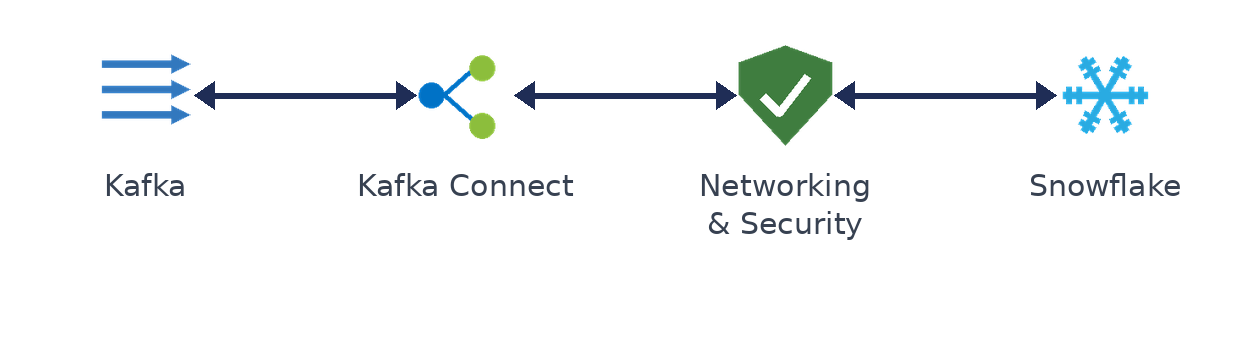 Kafka
Kafka Connect
Networking
& Security
Snowflake